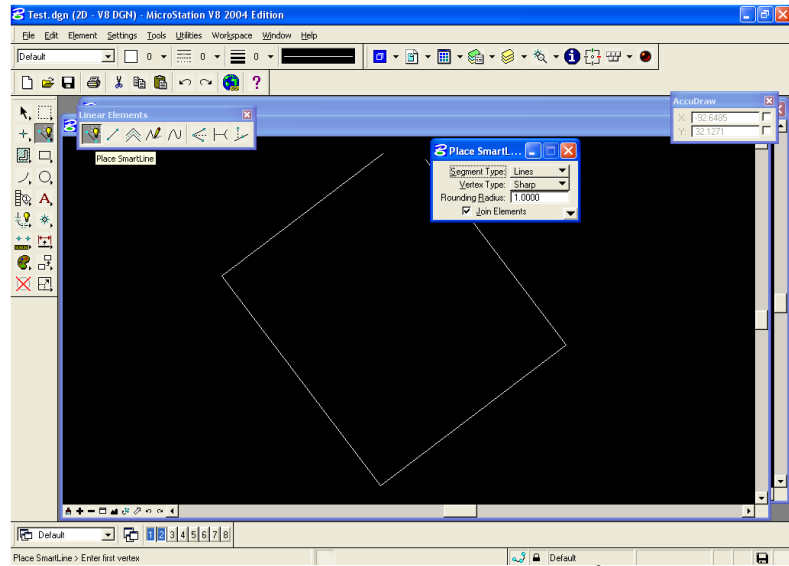 Test.dgn (2D - V8 DGN) - MicroStation V8 2004 Edition
File Edit Element Settings Tools Utilities Workspace Window Help
Default 0 0 0
Linear Elements
AccuDraw
X: -92.6485
Y: 32.1271
Place SmartLine
Place SmartL...
Segment Type: Lines
Vertex Type: Sharp
Rounding Radius: 1.0000
Join Elements
Default 1 2 3 4 5 6 7 8
Place SmartLine > Enter first vertex Default